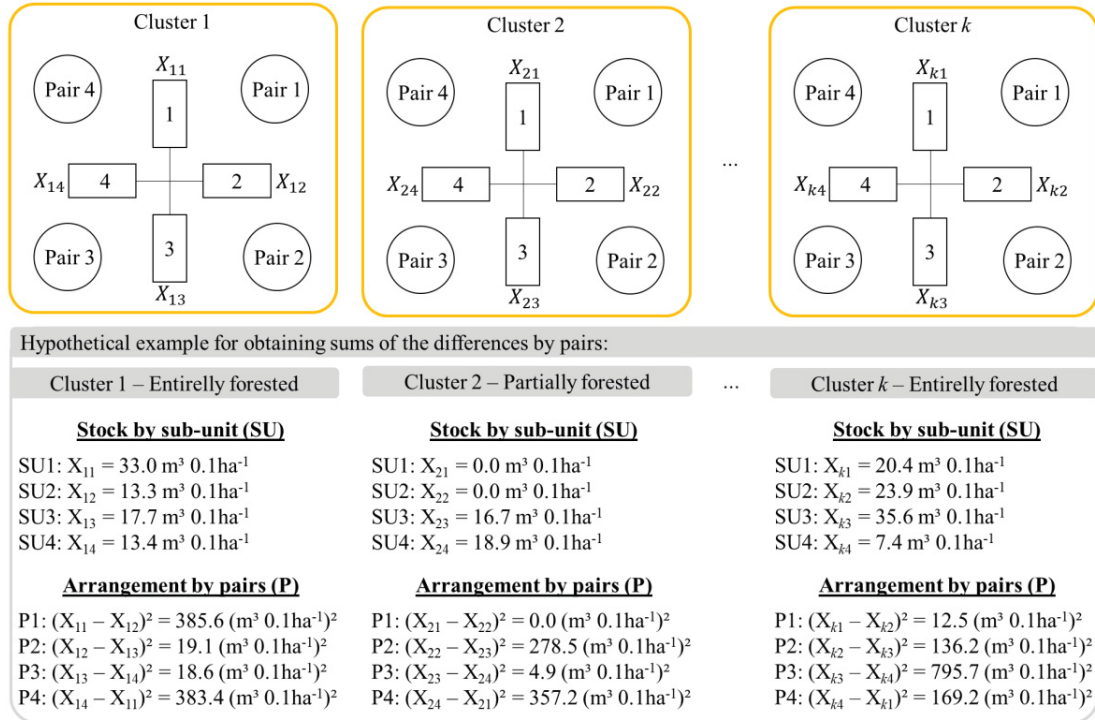 Cluster 1
X₁₁
Pair 4
Pair 1
1
X₁₄
4
2
X₁₂
Pair 3
3
Pair 2
X₁₃
Cluster 2
X₂₁
Pair 4
Pair 1
1
X₂₄
4
2
X₂₂
Pair 3
3
Pair 2
X₂₃
...
Cluster k
Xₖ₁
Pair 4
Pair 1
1
Xₖ₄
4
2
Xₖ₂
Pair 3
3
Pair 2
Xₖ₃
Hypothetical example for obtaining sums of the differences by pairs:
Cluster 1 – Entirelly forested
Stock by sub-unit (SU)
SU1: X₁₁ = 33.0 m³ 0.1ha⁻¹
SU2: X₁₂ = 13.3 m³ 0.1ha⁻¹
SU3: X₁₃ = 17.7 m³ 0.1ha⁻¹
SU4: X₁₄ = 13.4 m³ 0.1ha⁻¹
Arrangement by pairs (P)
P1: (X₁₁ – X₁₂)² = 385.6 (m³ 0.1ha⁻¹)²
P2: (X₁₂ – X₁₃)² = 19.1 (m³ 0.1ha⁻¹)²
P3: (X₁₃ – X₁₄)² = 18.6 (m³ 0.1ha⁻¹)²
P4: (X₁₄ – X₁₁)² = 383.4 (m³ 0.1ha⁻¹)²
Cluster 2 – Partially forested
Stock by sub-unit (SU)
SU1: X₂₁ = 0.0 m³ 0.1ha⁻¹
SU2: X₂₂ = 0.0 m³ 0.1ha⁻¹
SU3: X₂₃ = 16.7 m³ 0.1ha⁻¹
SU4: X₂₄ = 18.9 m³ 0.1ha⁻¹
Arrangement by pairs (P)
P1: (X₂₁ – X₂₂)² = 0.0 (m³ 0.1ha⁻¹)²
P2: (X₂₂ – X₂₃)² = 278.5 (m³ 0.1ha⁻¹)²
P3: (X₂₃ – X₂₄)² = 4.9 (m³ 0.1ha⁻¹)²
P4: (X₂₄ – X₂₁)² = 357.2 (m³ 0.1ha⁻¹)²
...
Cluster k – Entirelly forested
Stock by sub-unit (SU)
SU1: Xₖ₁ = 20.4 m³ 0.1ha⁻¹
SU2: Xₖ₂ = 23.9 m³ 0.1ha⁻¹
SU3: Xₖ₃ = 35.6 m³ 0.1ha⁻¹
SU4: Xₖ₄ = 7.4 m³ 0.1ha⁻¹
Arrangement by pairs (P)
P1: (Xₖ₁ – Xₖ₂)² = 12.5 (m³ 0.1ha⁻¹)²
P2: (Xₖ₂ – Xₖ₃)² = 136.2 (m³ 0.1ha⁻¹)²
P3: (Xₖ₃ – Xₖ₄)² = 795.7 (m³ 0.1ha⁻¹)²
P4: (Xₖ₄ – Xₖ₁)² = 169.2 (m³ 0.1ha⁻¹)²